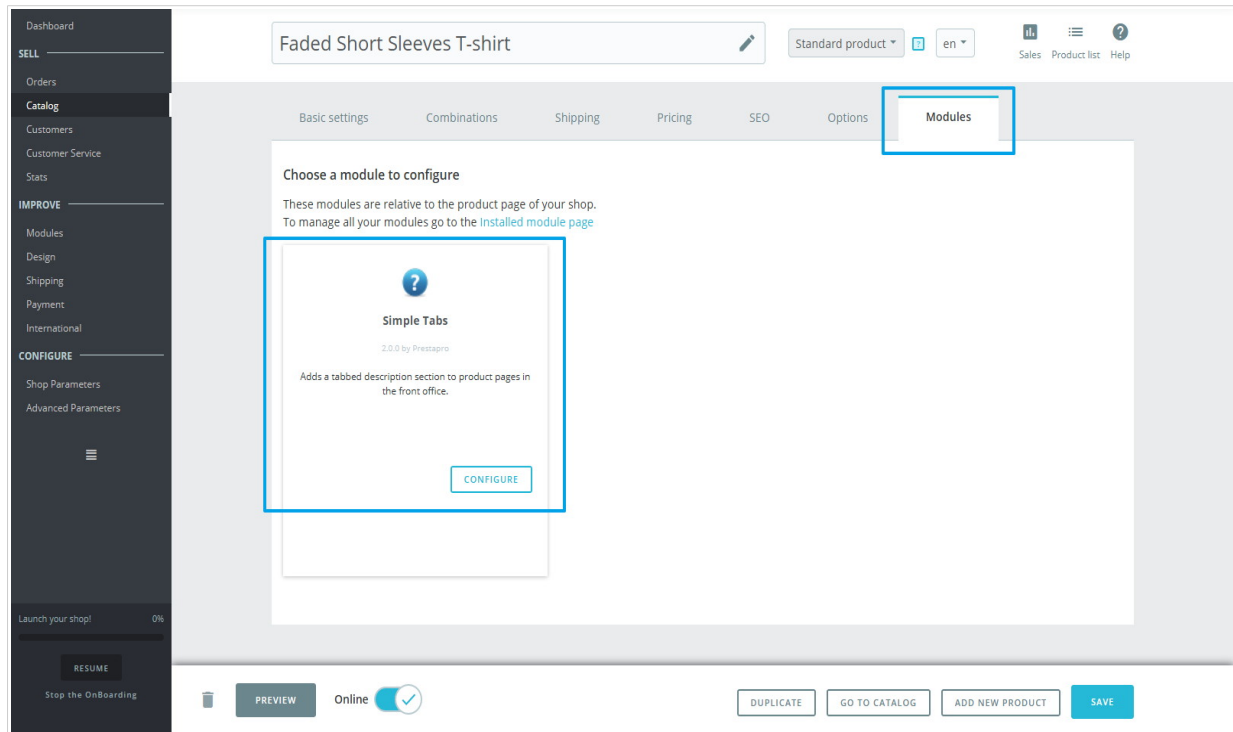 Dashboard
SELL
Orders
Catalog
Customers
Customer Service
Stats
IMPROVE
Modules
Design
Shipping
Payment
International
CONFIGURE
Shop Parameters
Advanced Parameters
Launch your shop! 0%
RESUME
Stop the OnBoarding
Faded Short Sleeves T-shirt
Standard product
?
en
Sales
Product list
?
Help
Basic settings
Combinations
Shipping
Pricing
SEO
Options
Modules
Choose a module to configure
These modules are relative to the product page of your shop.
To manage all your modules go to the Installed module page
?
Simple Tabs
2.0.0 by Prestapro
Adds a tabbed description section to product pages in
the front office.
CONFIGURE
PREVIEW
Online
DUPLICATE
GO TO CATALOG
ADD NEW PRODUCT
SAVE